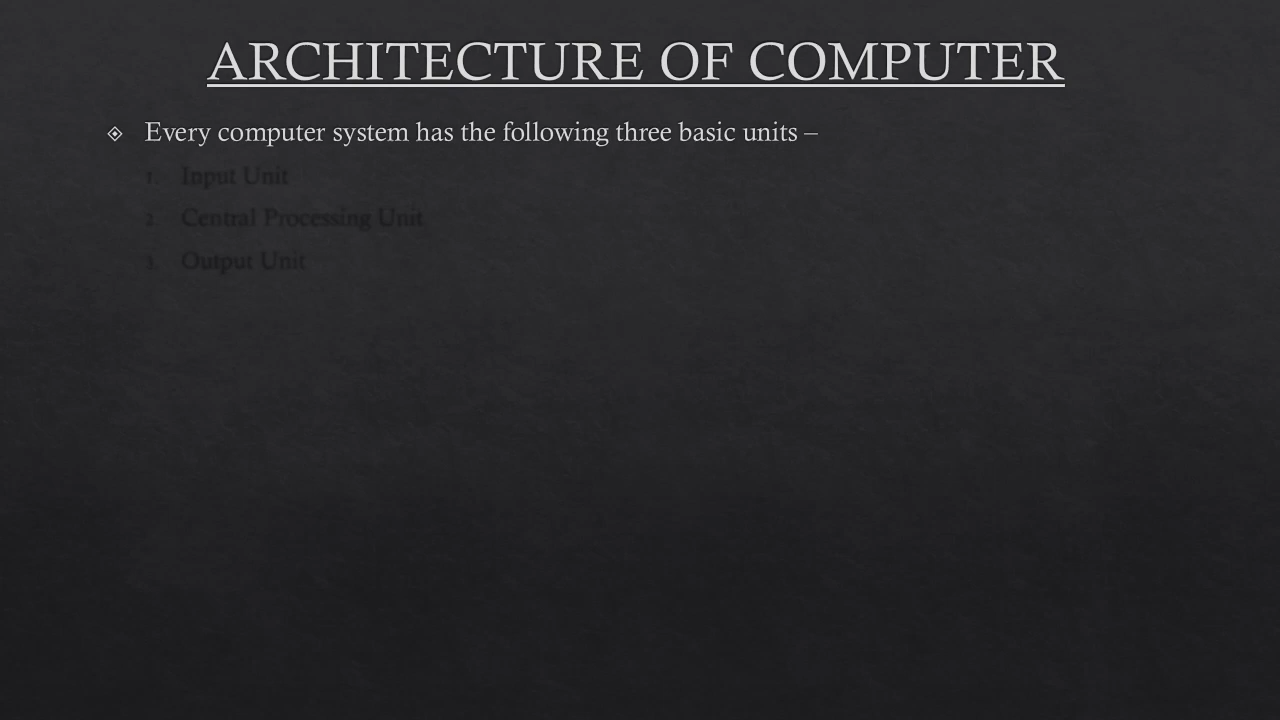 ARCHITECTURE OF COMPUTER
Every computer system has the following three basic units –
1. Input Unit
2. Central Processing Unit
3. Output Unit